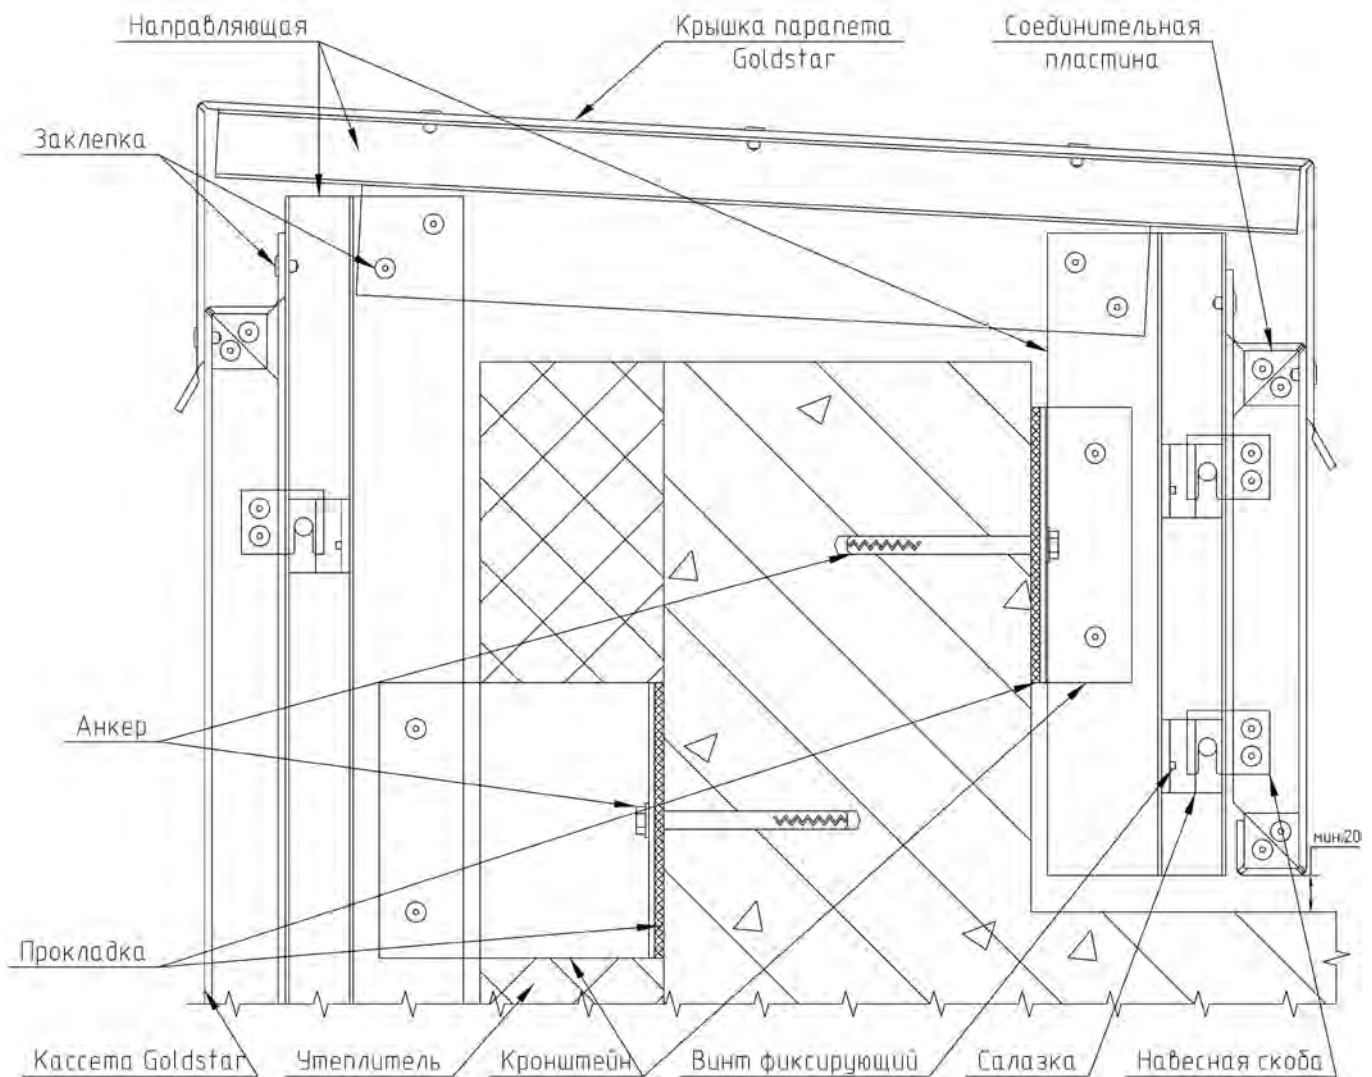 Направляющая
Крышка парапета
Goldstar
Соединительная
пластина
Заклепка
Анкер
мин.20
Прокладка
Кассета Goldstar
Утеплитель
Кронштейн
Винт фиксирующий
Салазка
Навесная скоба